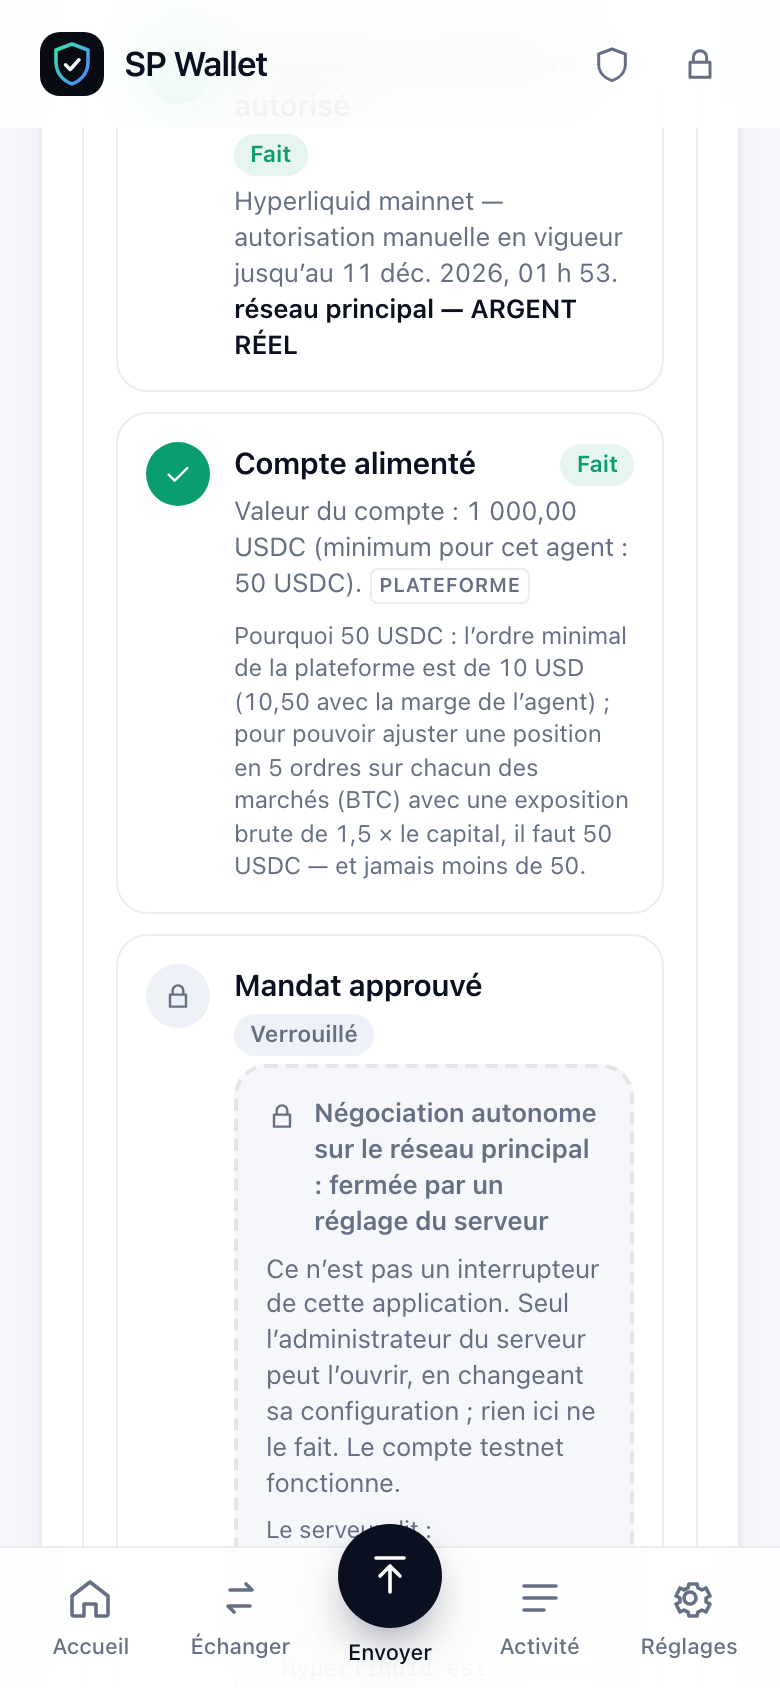 SP Wallet
autorisé
Fait
Hyperliquid mainnet —
autorisation manuelle en vigueur
jusqu’au 11 déc. 2026, 01 h 53.
réseau principal — ARGENT
RÉEL
Compte alimenté
Fait
Valeur du compte : 1 000,00
USDC (minimum pour cet agent :
50 USDC). PLATEFORME
Pourquoi 50 USDC : l’ordre minimal
de la plateforme est de 10 USD
(10,50 avec la marge de l’agent) ;
pour pouvoir ajuster une position
en 5 ordres sur chacun des
marchés (BTC) avec une exposition
brute de 1,5 × le capital, il faut 50
USDC — et jamais moins de 50.
Mandat approuvé
Verrouillé
Négociation autonome
sur le réseau principal
: fermée par un
réglage du serveur
Ce n’est pas un interrupteur
de cette application. Seul
l’administrateur du serveur
peut l’ouvrir, en changeant
sa configuration ; rien ici ne
le fait. Le compte testnet
fonctionne.
Le serveur dit :
Hyperliquid est
Accueil
Échanger
Envoyer
Activité
Réglages